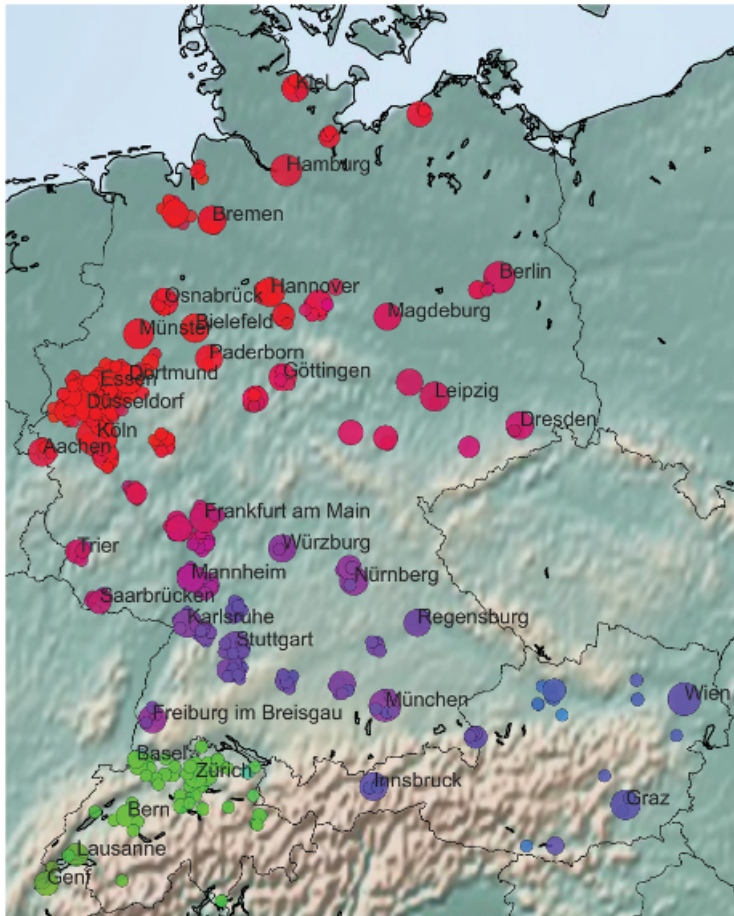 Kiel
Hamburg
Bremen
Berlin
Hannover
Osnabrück
Magdeburg
Münster
Bielefeld
Paderborn
Göttingen
Dortmund
Essen
Leipzig
Düsseldorf
Dresden
Köln
Aachen
Frankfurt am Main
Trier
Würzburg
Mannheim
Nürnberg
Saarbrücken
Karlsruhe
Regensburg
Stuttgart
Wien
München
Freiburg im Breisgau
Basel
Zürich
Innsbruck
Graz
Bern
Lausanne
Genf